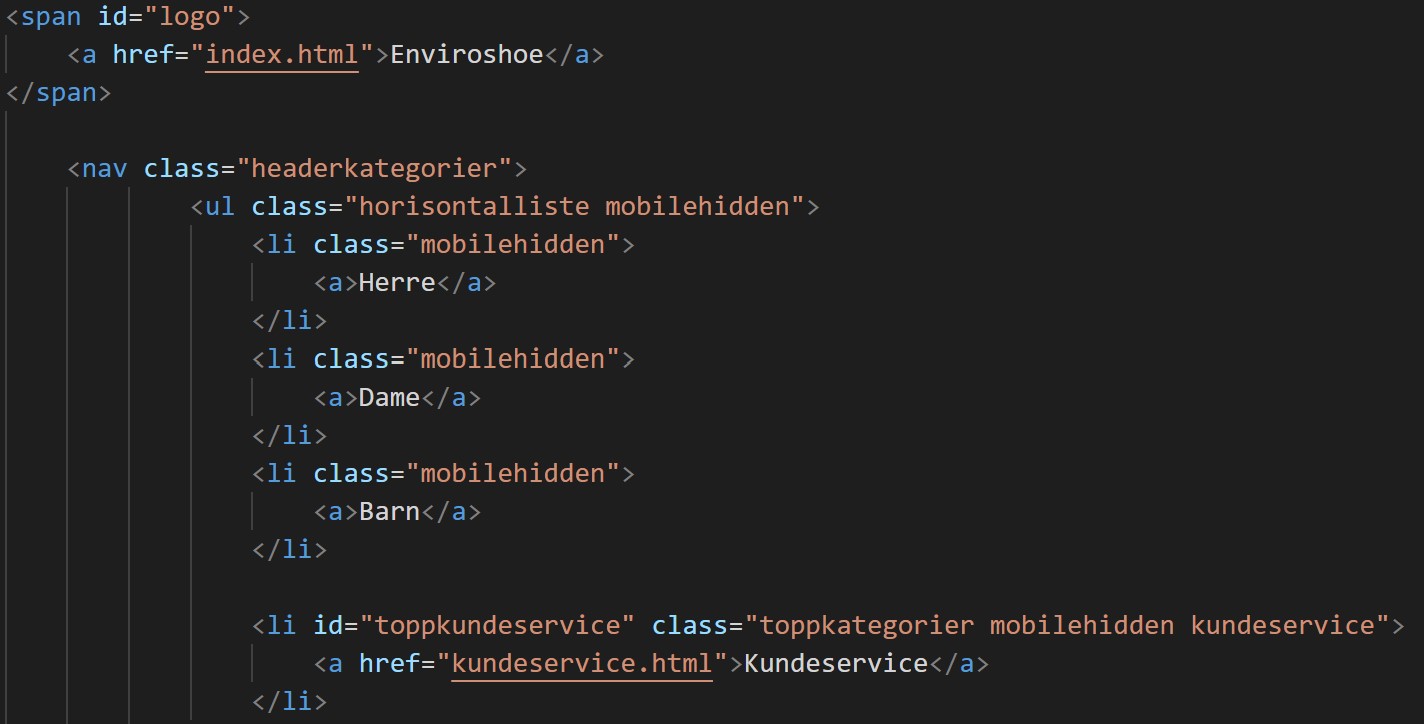 <span id="logo">
    <a href="index.html">Enviroshoe</a>
</span>

    <nav class="headerkategorier">
            <ul class="horisontalliste mobilehidden">
                <li class="mobilehidden">
                    <a>Herre</a>
                </li>
                <li class="mobilehidden">
                    <a>Dame</a>
                </li>
                <li class="mobilehidden">
                    <a>Barn</a>
                </li>

                <li id="toppkundeservice" class="toppkategorier mobilehidden kundeservice">
                    <a href="kundeservice.html">Kundeservice</a>
                </li>